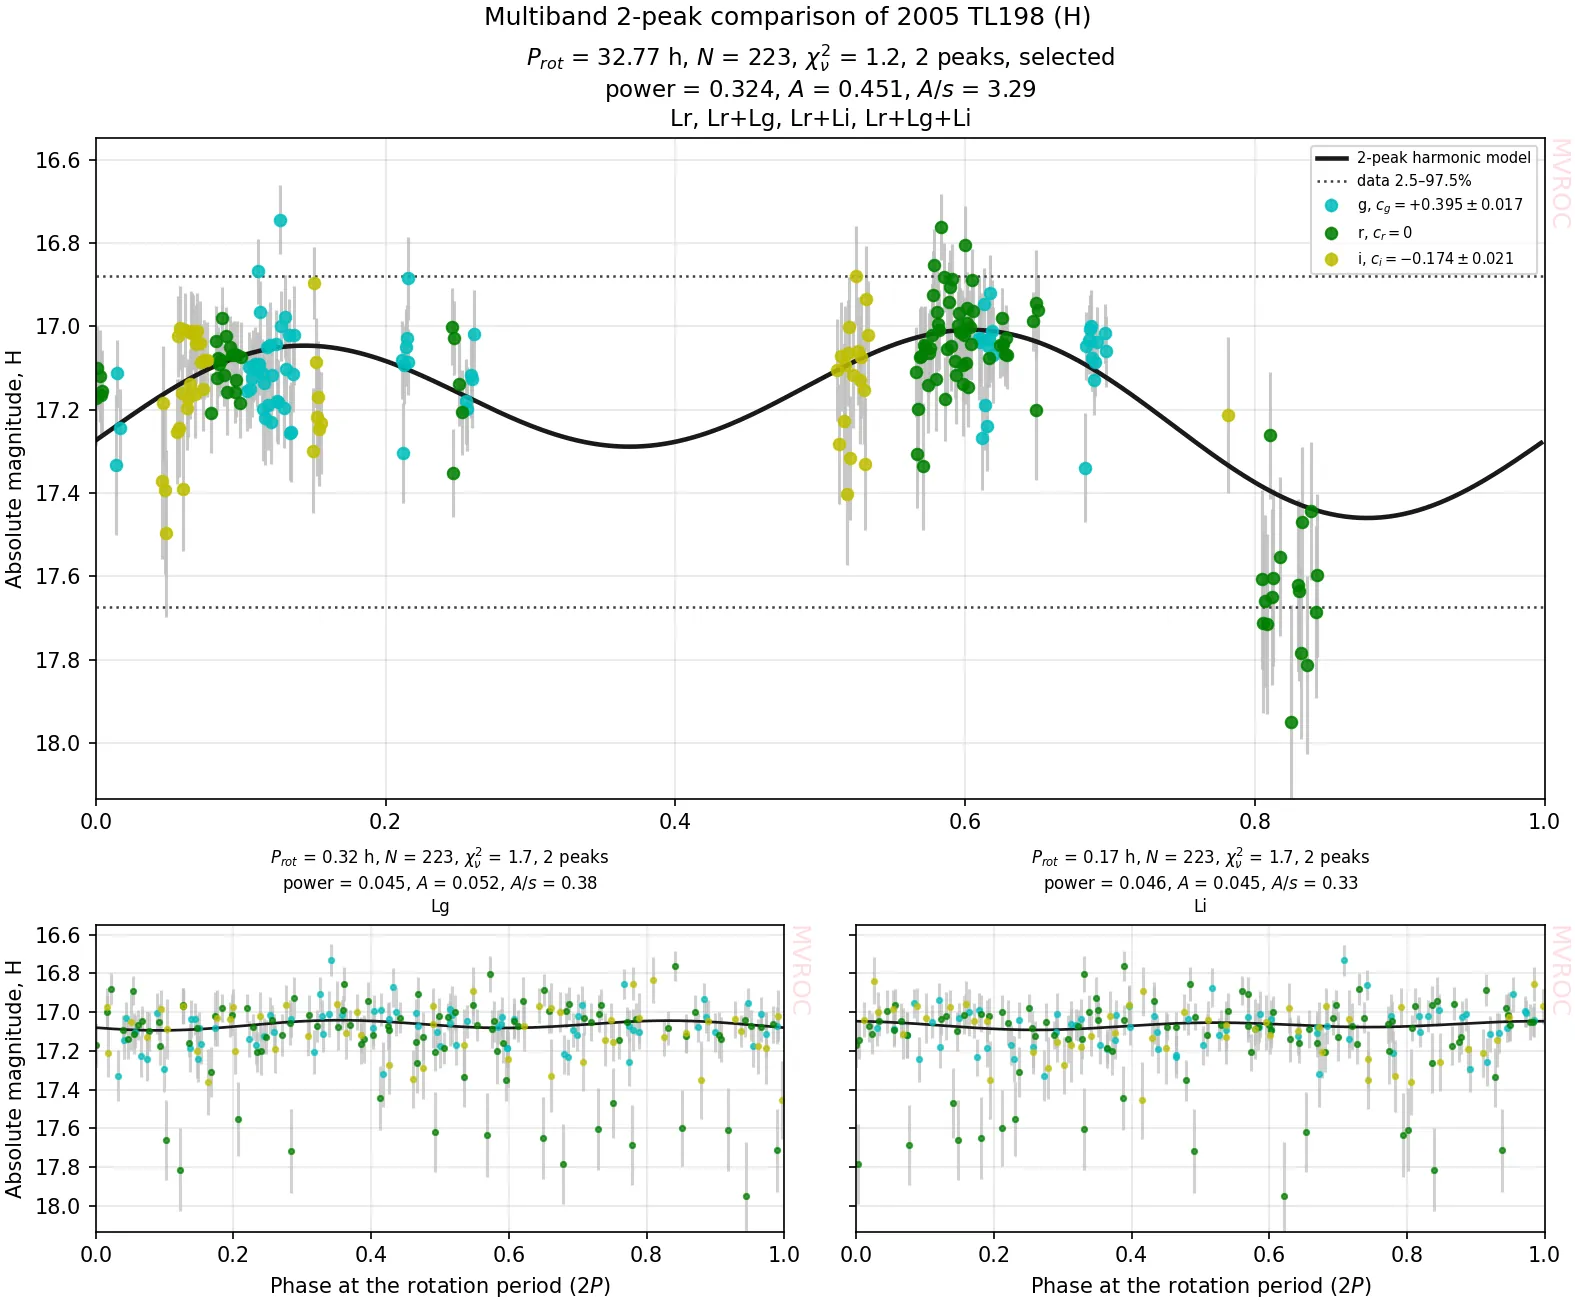 Multiband 2-peak comparison of 2005 TL198 (H)
P_rot = 32.77 h, N = 223, χ²_ν = 1.2, 2 peaks, selected
power = 0.324, A = 0.451, A/s = 3.29
Lr, Lr+Lg, Lr+Li, Lr+Lg+Li
Absolute magnitude, H
16.6
16.8
17.0
17.2
17.4
17.6
17.8
18.0
2-peak harmonic model
data 2.5–97.5%
g, c_g = +0.395 ± 0.017
r, c_r = 0
i, c_i = −0.174 ± 0.021
MVROC
0.0 0.2 0.4 0.6 0.8 1.0
P_rot = 0.32 h, N = 223, χ²_ν = 1.7, 2 peaks
power = 0.045, A = 0.052, A/s = 0.38
Lg
Absolute magnitude, H
16.6
16.8
17.0
17.2
17.4
17.6
17.8
18.0
MVROC
0.0 0.2 0.4 0.6 0.8 1.0
Phase at the rotation period (2P)
P_rot = 0.17 h, N = 223, χ²_ν = 1.7, 2 peaks
power = 0.046, A = 0.045, A/s = 0.33
Li
MVROC
0.0 0.2 0.4 0.6 0.8 1.0
Phase at the rotation period (2P)